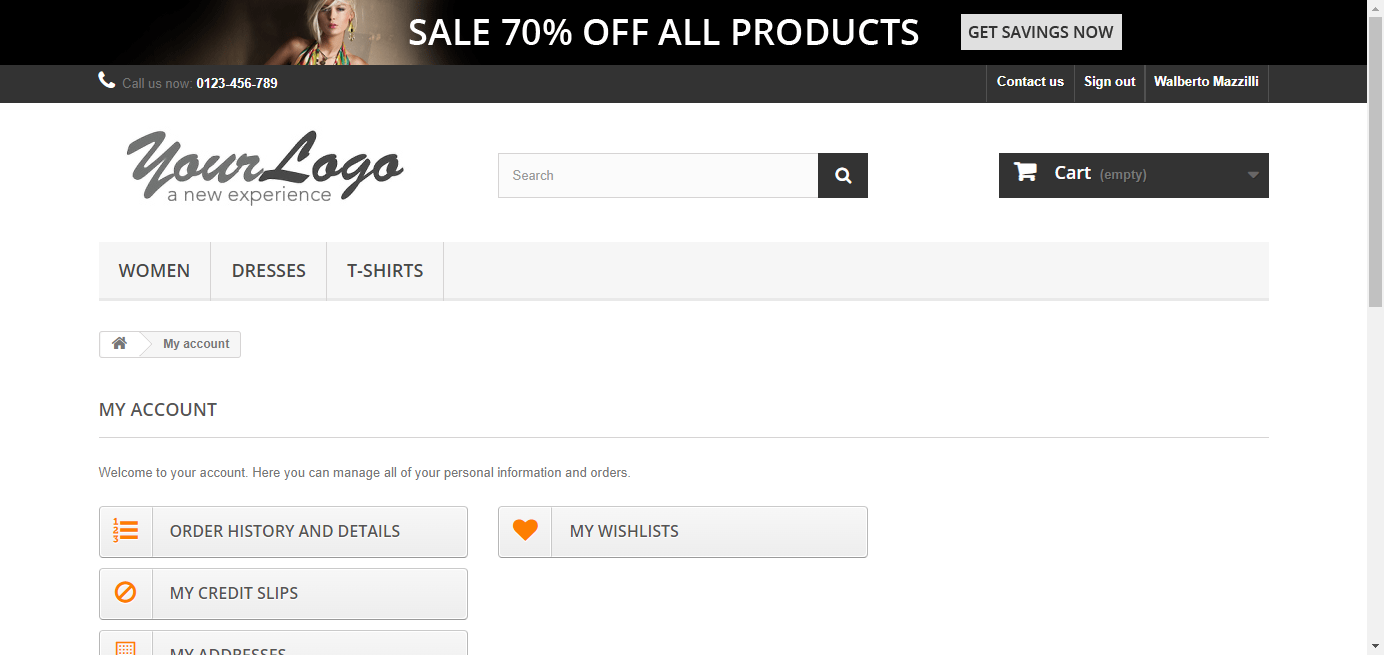 SALE 70% OFF ALL PRODUCTS GET SAVINGS NOW
Call us now: 0123-456-789 Contact us Sign out Walberto Mazzilli
YourLogo
a new experience
Search
Cart (empty)
WOMEN DRESSES T-SHIRTS
My account
MY ACCOUNT
Welcome to your account. Here you can manage all of your personal information and orders.
ORDER HISTORY AND DETAILS
MY WISHLISTS
MY CREDIT SLIPS
MY ADDRESSES